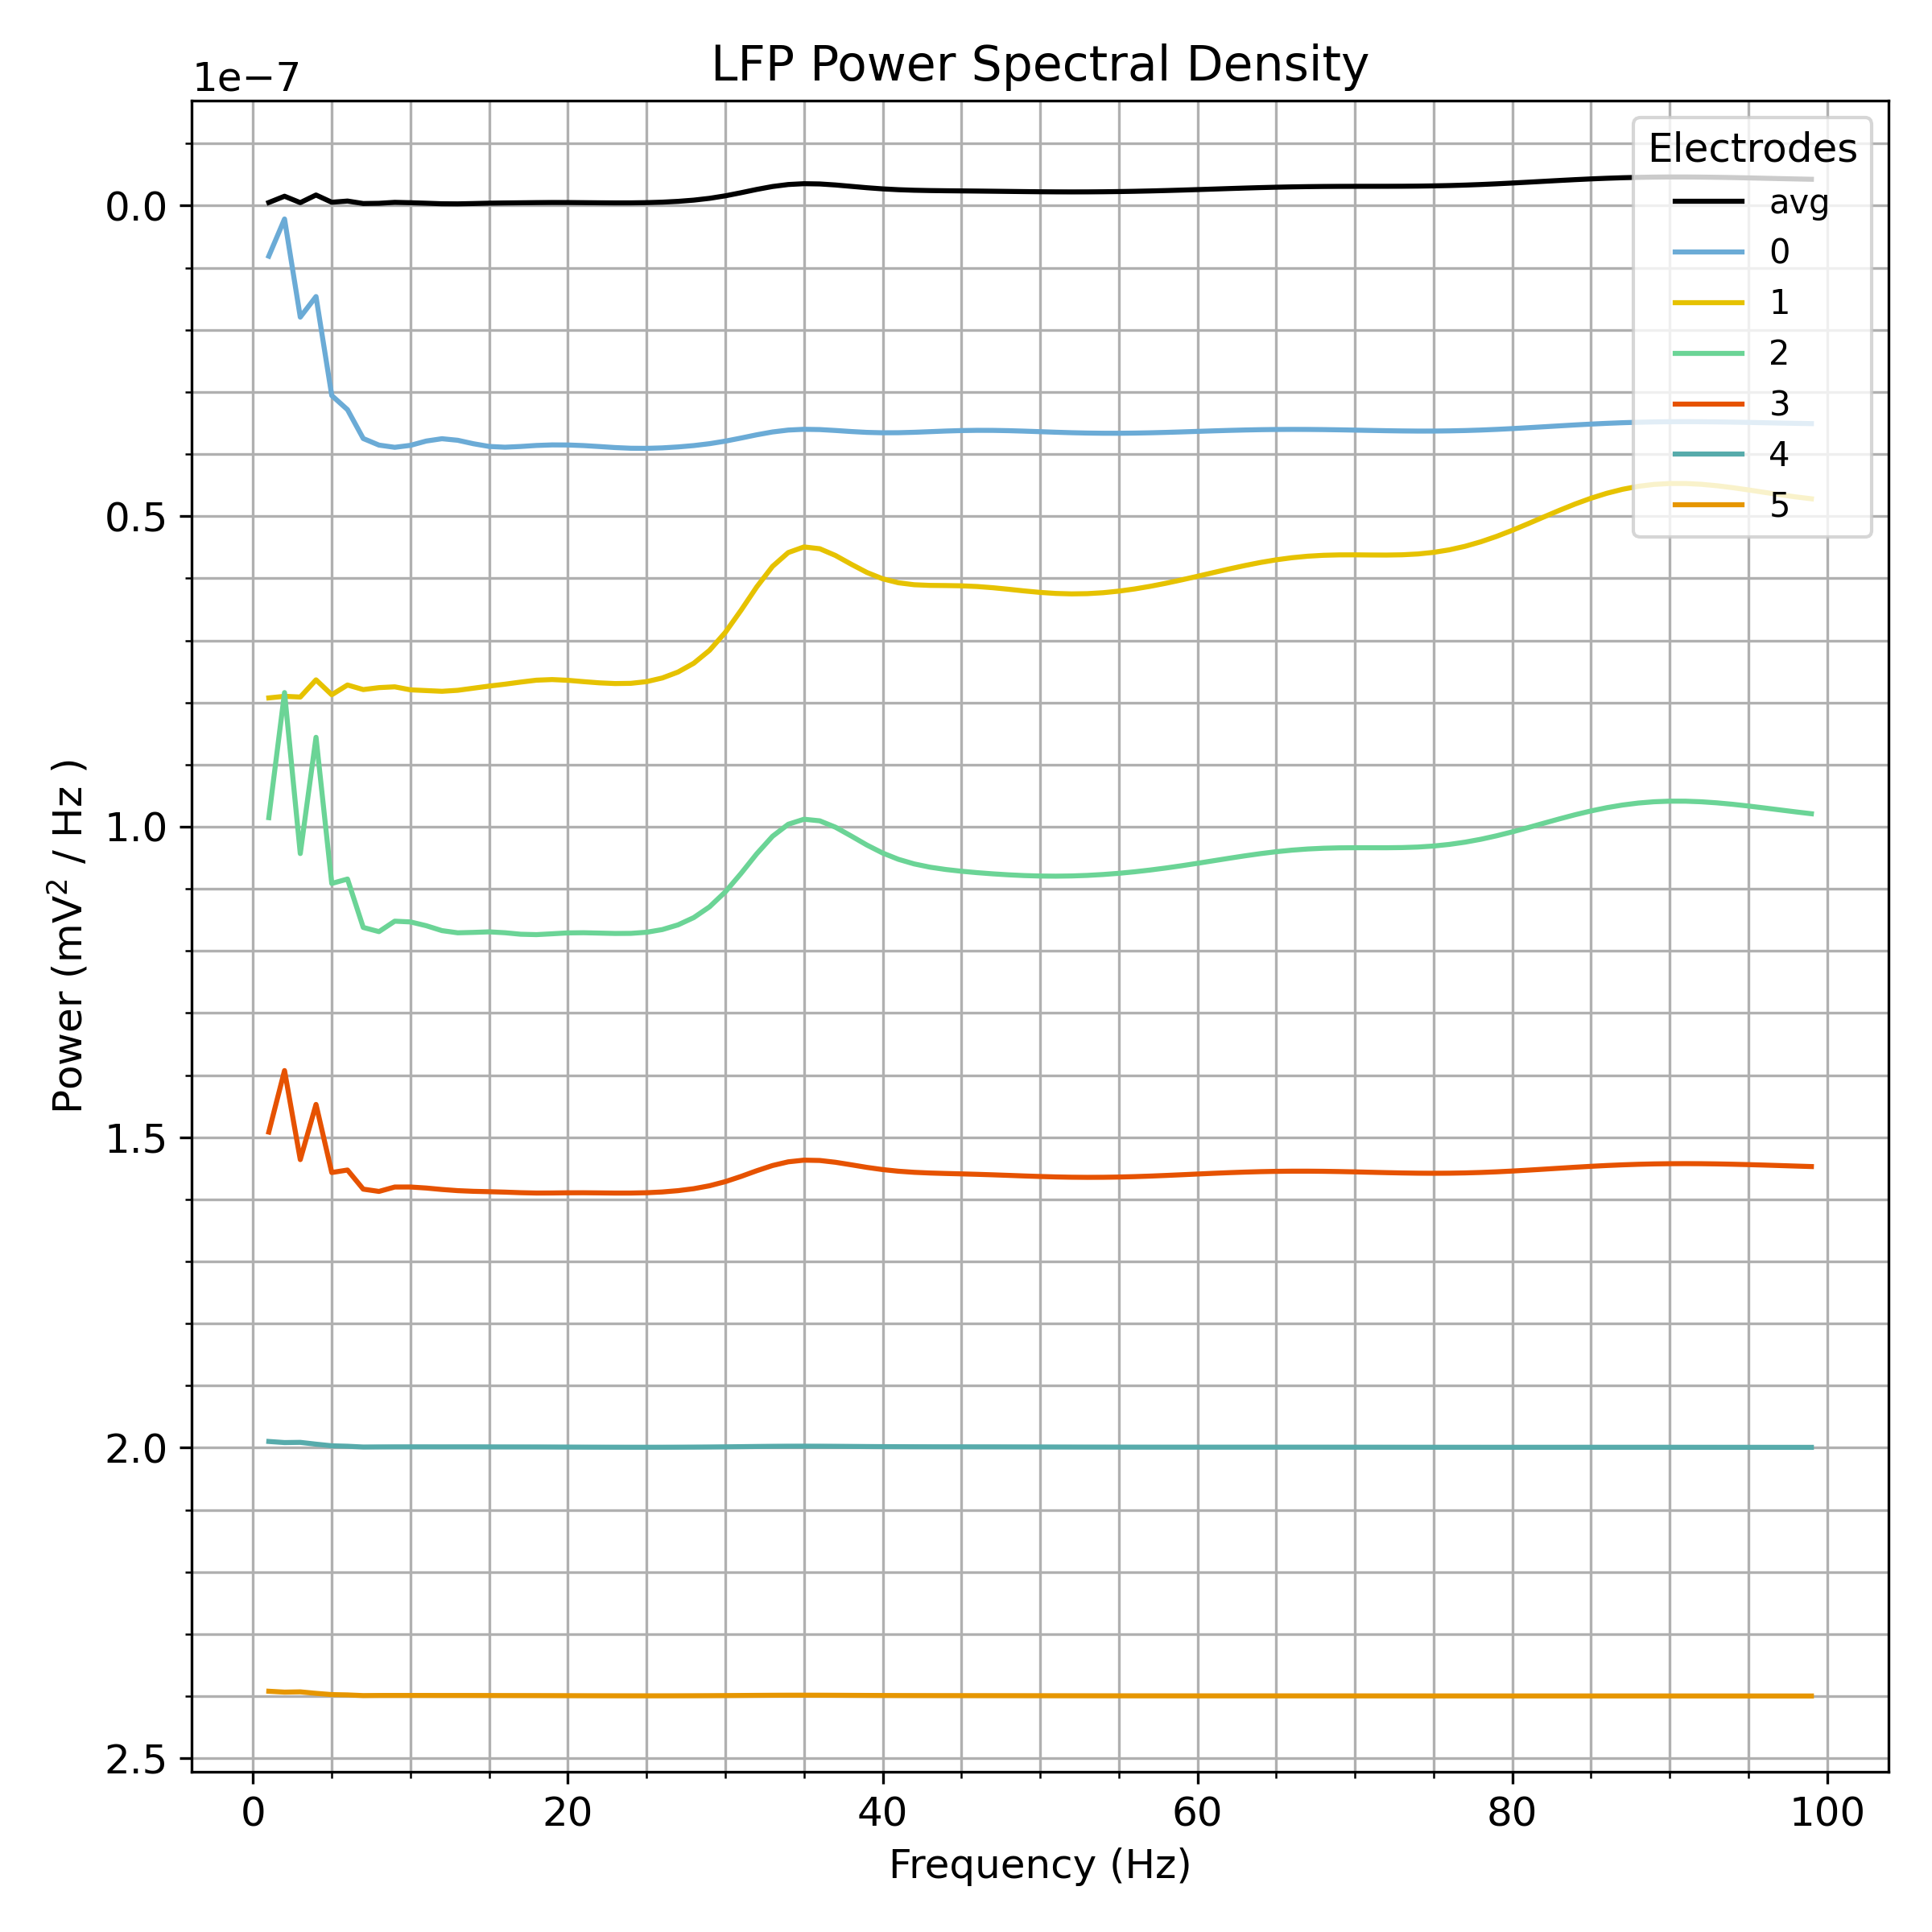 LFP Power Spectral Density
1e−7
Electrodes
avg
0
1
2
3
4
5
0.0
0.5
1.0
1.5
2.0
2.5
Power (mV² / Hz )
0 20 40 60 80 100
Frequency (Hz)